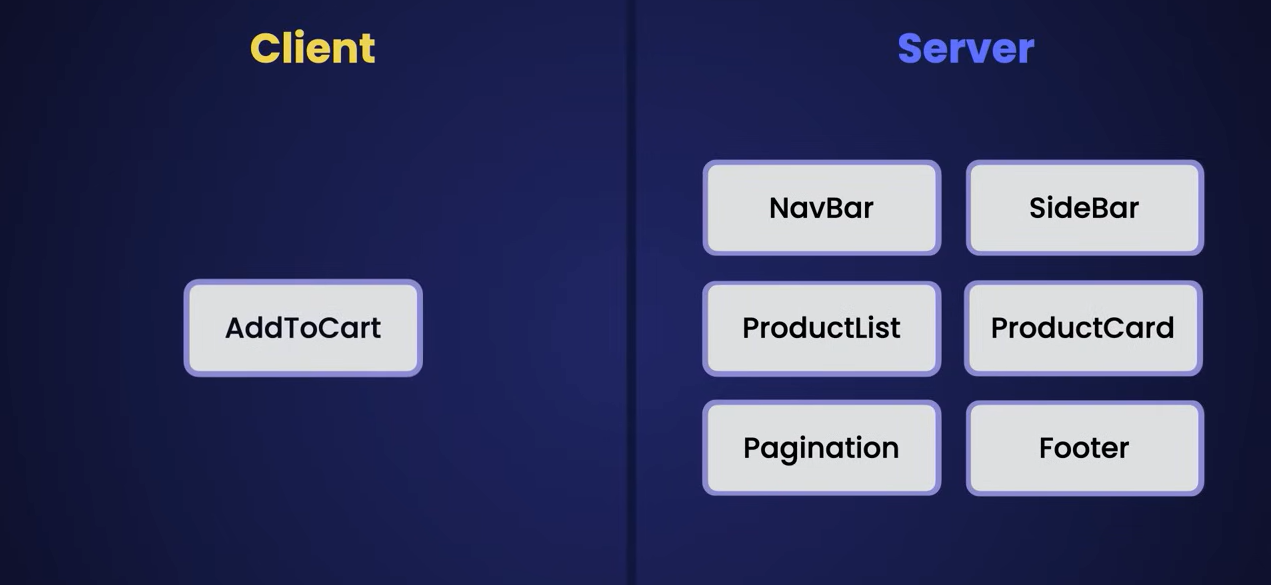 Client
AddToCart
Server
NavBar
SideBar
ProductList
ProductCard
Pagination
Footer